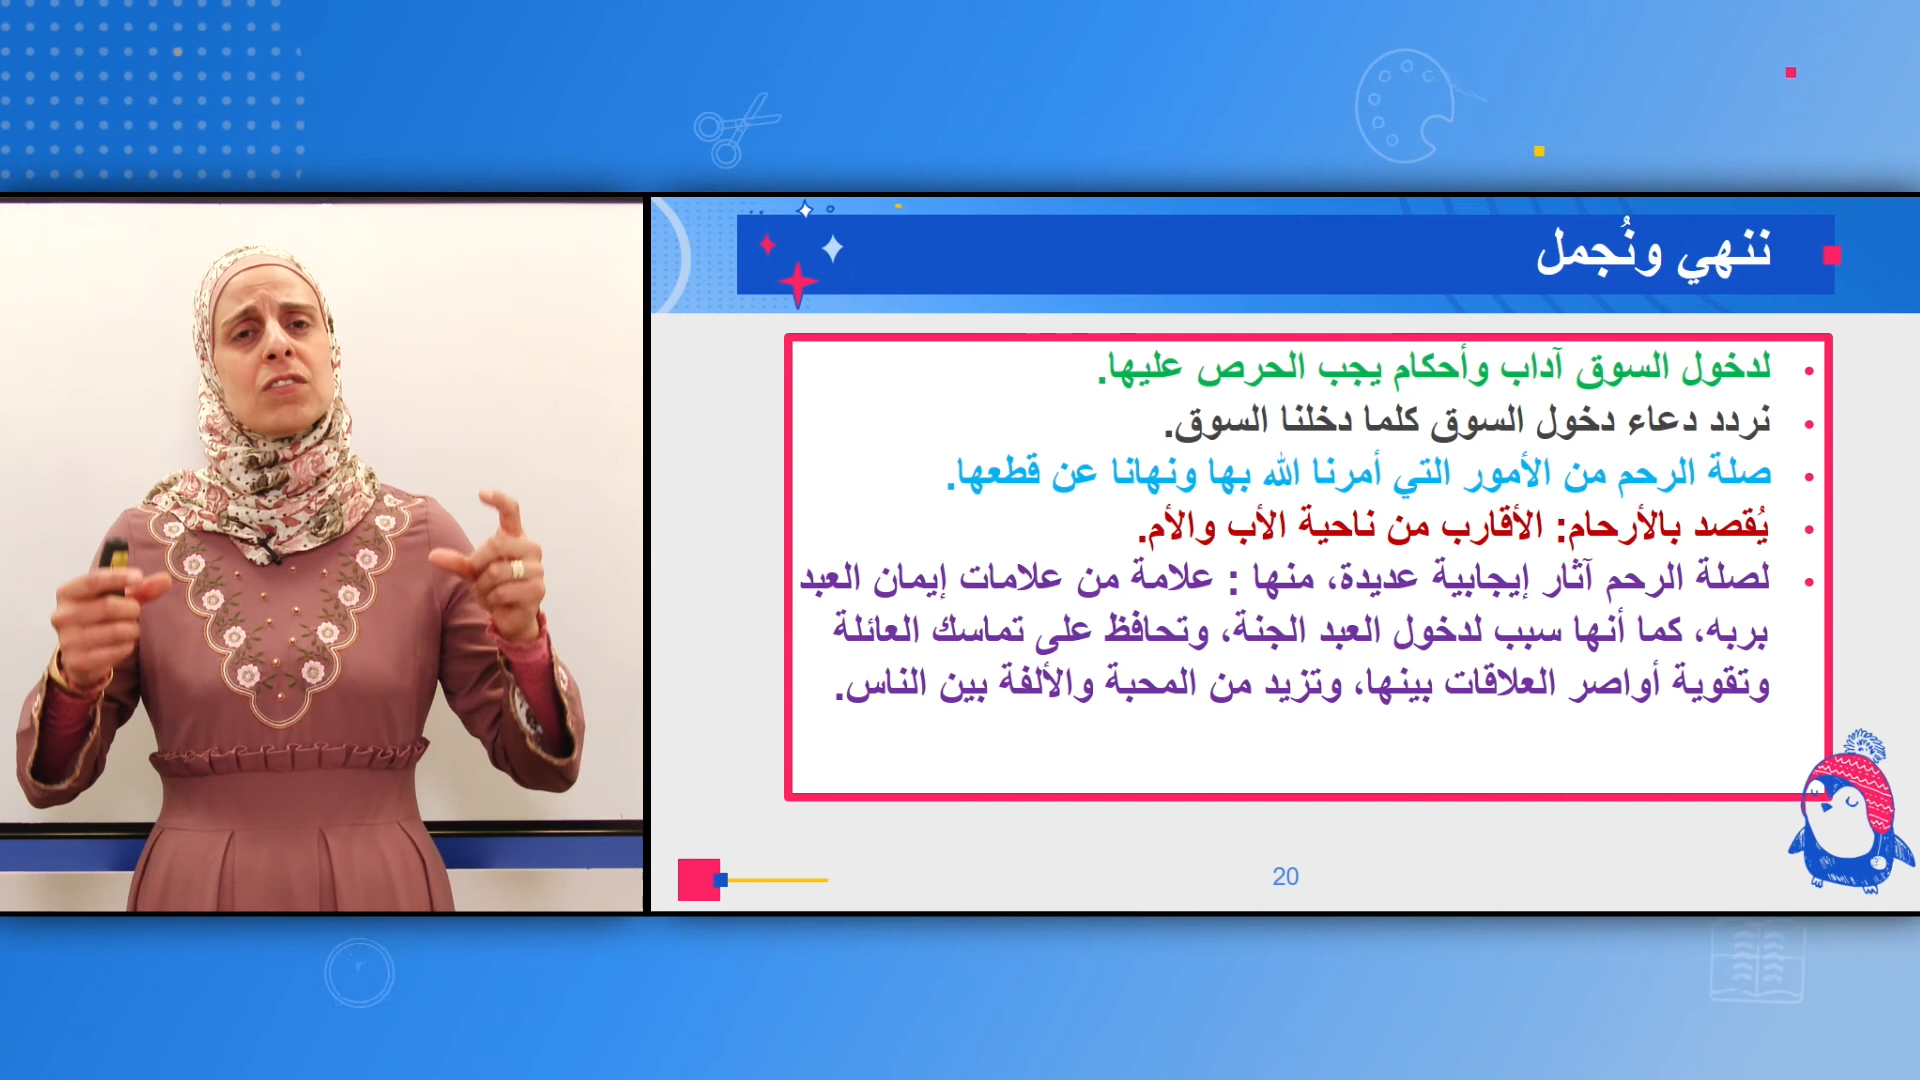 ننهي ونُجمل
لدخول السوق آداب وأحكام يجب الحرص عليها.
نردد دعاء دخول السوق كلما دخلنا السوق.
صلة الرحم من الأمور التي أمرنا الله بها ونهانا عن قطعها.
يُقصد بالأرحام: الأقارب من ناحية الأب والأم.
لصلة الرحم آثار إيجابية عديدة، منها : علامة من علامات إيمان العبد
بربه، كما أنها سبب لدخول العبد الجنة، وتحافظ على تماسك العائلة
وتقوية أواصر العلاقات بينها، وتزيد من المحبة والألفة بين الناس.
20